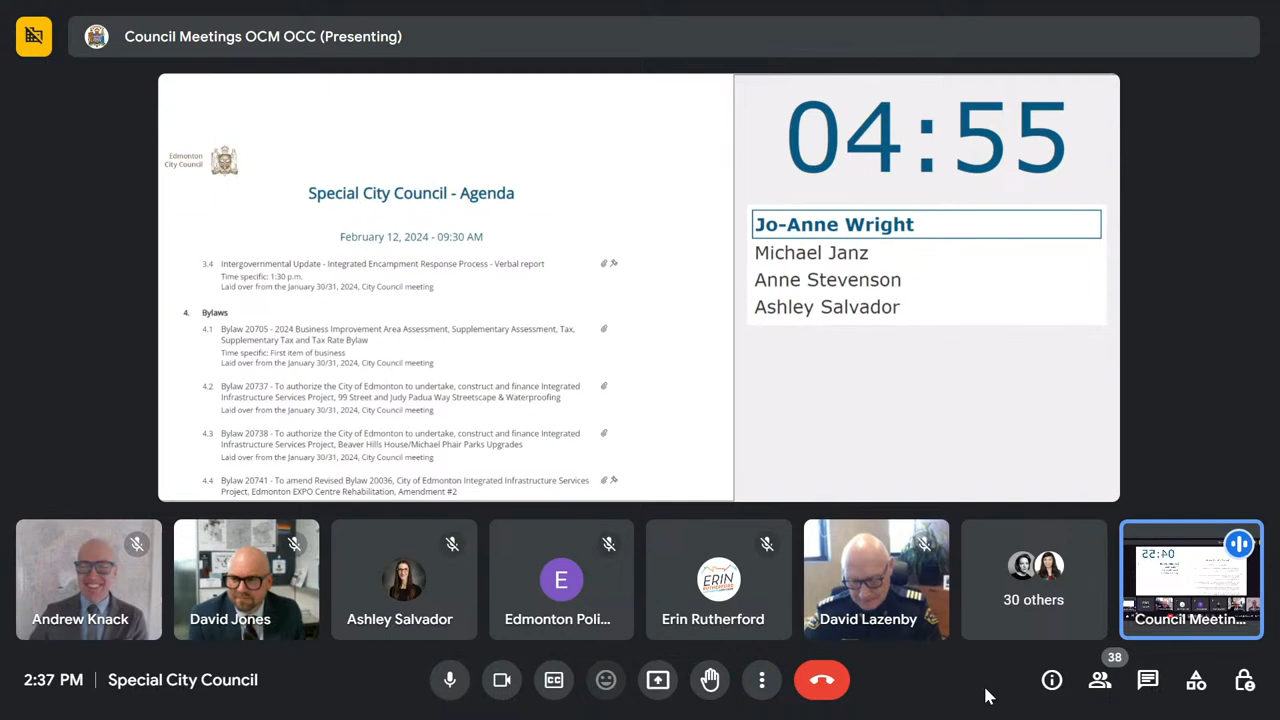 Council Meetings OCM OCC (Presenting)
Edmonton
City Council
Special City Council - Agenda
February 12, 2024 - 09:30 AM
3.4 Intergovernmental Update - Integrated Encampment Response Process - Verbal report
Time specific: 1:30 p.m.
Laid over from the January 30/31, 2024, City Council meeting
4. Bylaws
4.1 Bylaw 20705 - 2024 Business Improvement Area Assessment, Supplementary Assessment, Tax,
Supplementary Tax and Tax Rate Bylaw
Time specific: First item of business
Laid over from the January 30/31, 2024, City Council meeting
4.2 Bylaw 20737 - To authorize the City of Edmonton to undertake, construct and finance Integrated
Infrastructure Services Project, 99 Street and Judy Padua Way Streetscape & Waterproofing
Laid over from the January 30/31, 2024, City Council meeting
4.3 Bylaw 20738 - To authorize the City of Edmonton to undertake, construct and finance Integrated
Infrastructure Services Project, Beaver Hills House/Michael Phair Parks Upgrades
Laid over from the January 30/31, 2024, City Council meeting
4.4 Bylaw 20741 - To amend Revised Bylaw 20036, City of Edmonton Integrated Infrastructure Services
Project, Edmonton EXPO Centre Rehabilitation, Amendment #2
04:55
Jo-Anne Wright
Michael Janz
Anne Stevenson
Ashley Salvador
Andrew Knack
David Jones
Ashley Salvador
E
Edmonton Poli...
ERIN
RUTHERFORD
Erin Rutherford
David Lazenby
30 others
04:55
Council Meetin...
2:37 PM | Special City Council
38